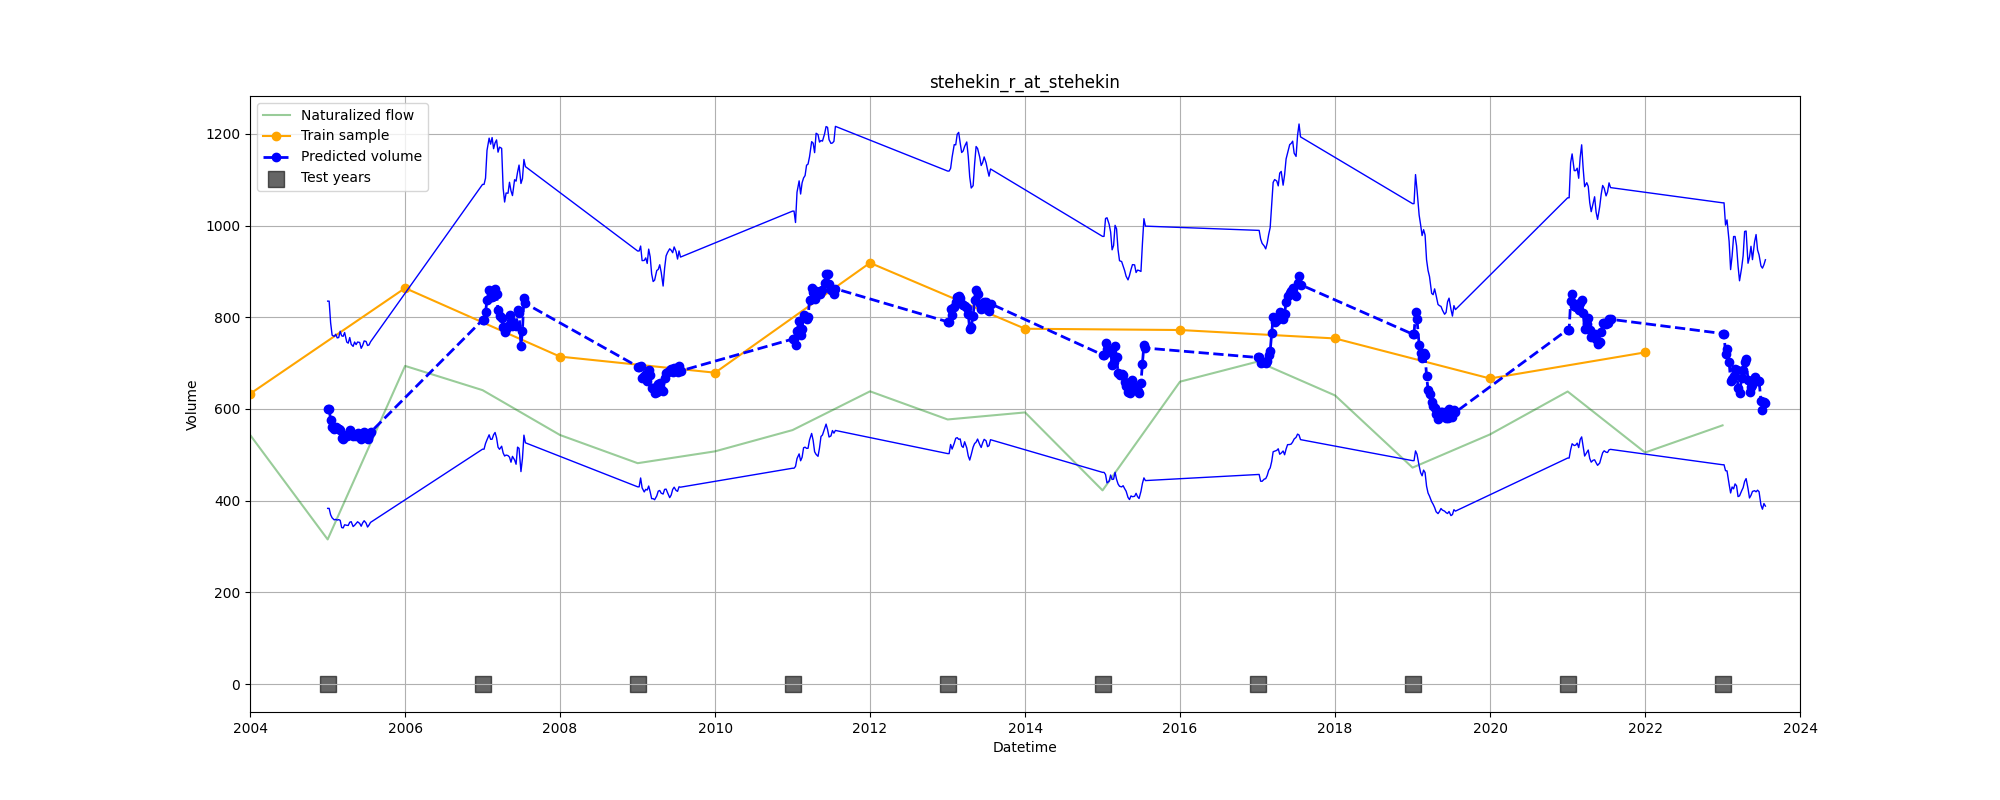 stehekin_r_at_stehekin
Naturalized flow
Train sample
Predicted volume
Test years
1200
1000
800
600
400
200
0
Volume
2004 2006 2008 2010 2012 2014 2016 2018 2020 2022 2024
Datetime